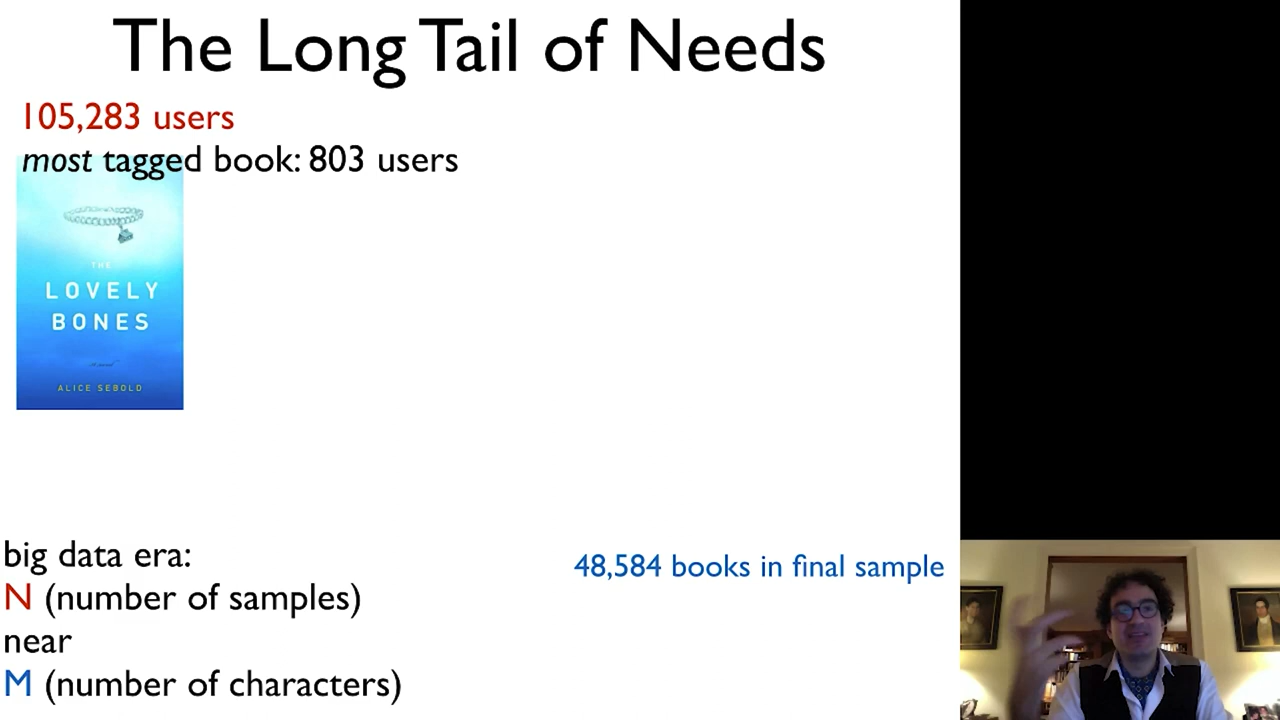 The Long Tail of Needs
105,283 users
most tagged book: 803 users
THE
LOVELY
BONES
ALICE SEBOLD
big data era:
N (number of samples)
near
M (number of characters)
48,584 books in final sample